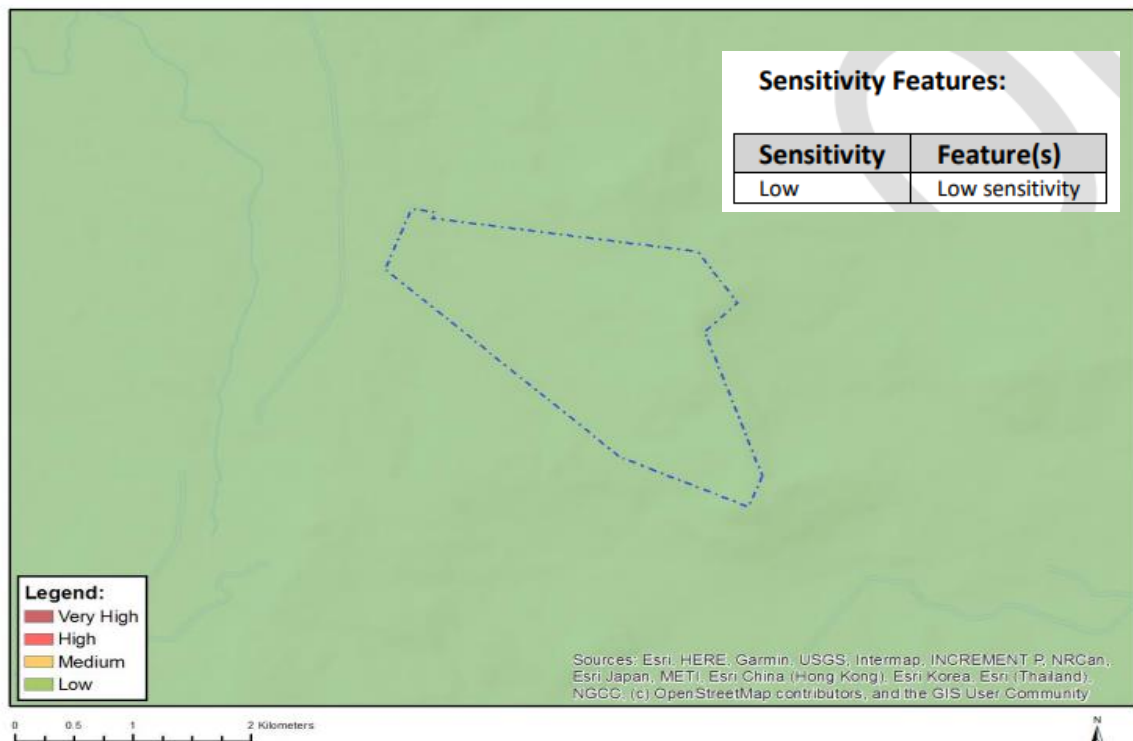 Sensitivity Features:
Sensitivity Feature(s)
Low Low sensitivity
Legend:
Very High
High
Medium
Low
Sources: Esri, HERE, Garmin, USGS, Intermap, INCREMENT P, NRCan,
Esri Japan, METI, Esri China (Hong Kong), Esri Korea, Esri (Thailand),
NGCC, (c) OpenStreetMap contributors, and the GIS User Community
0 0.5 1 2 Kilometers
N